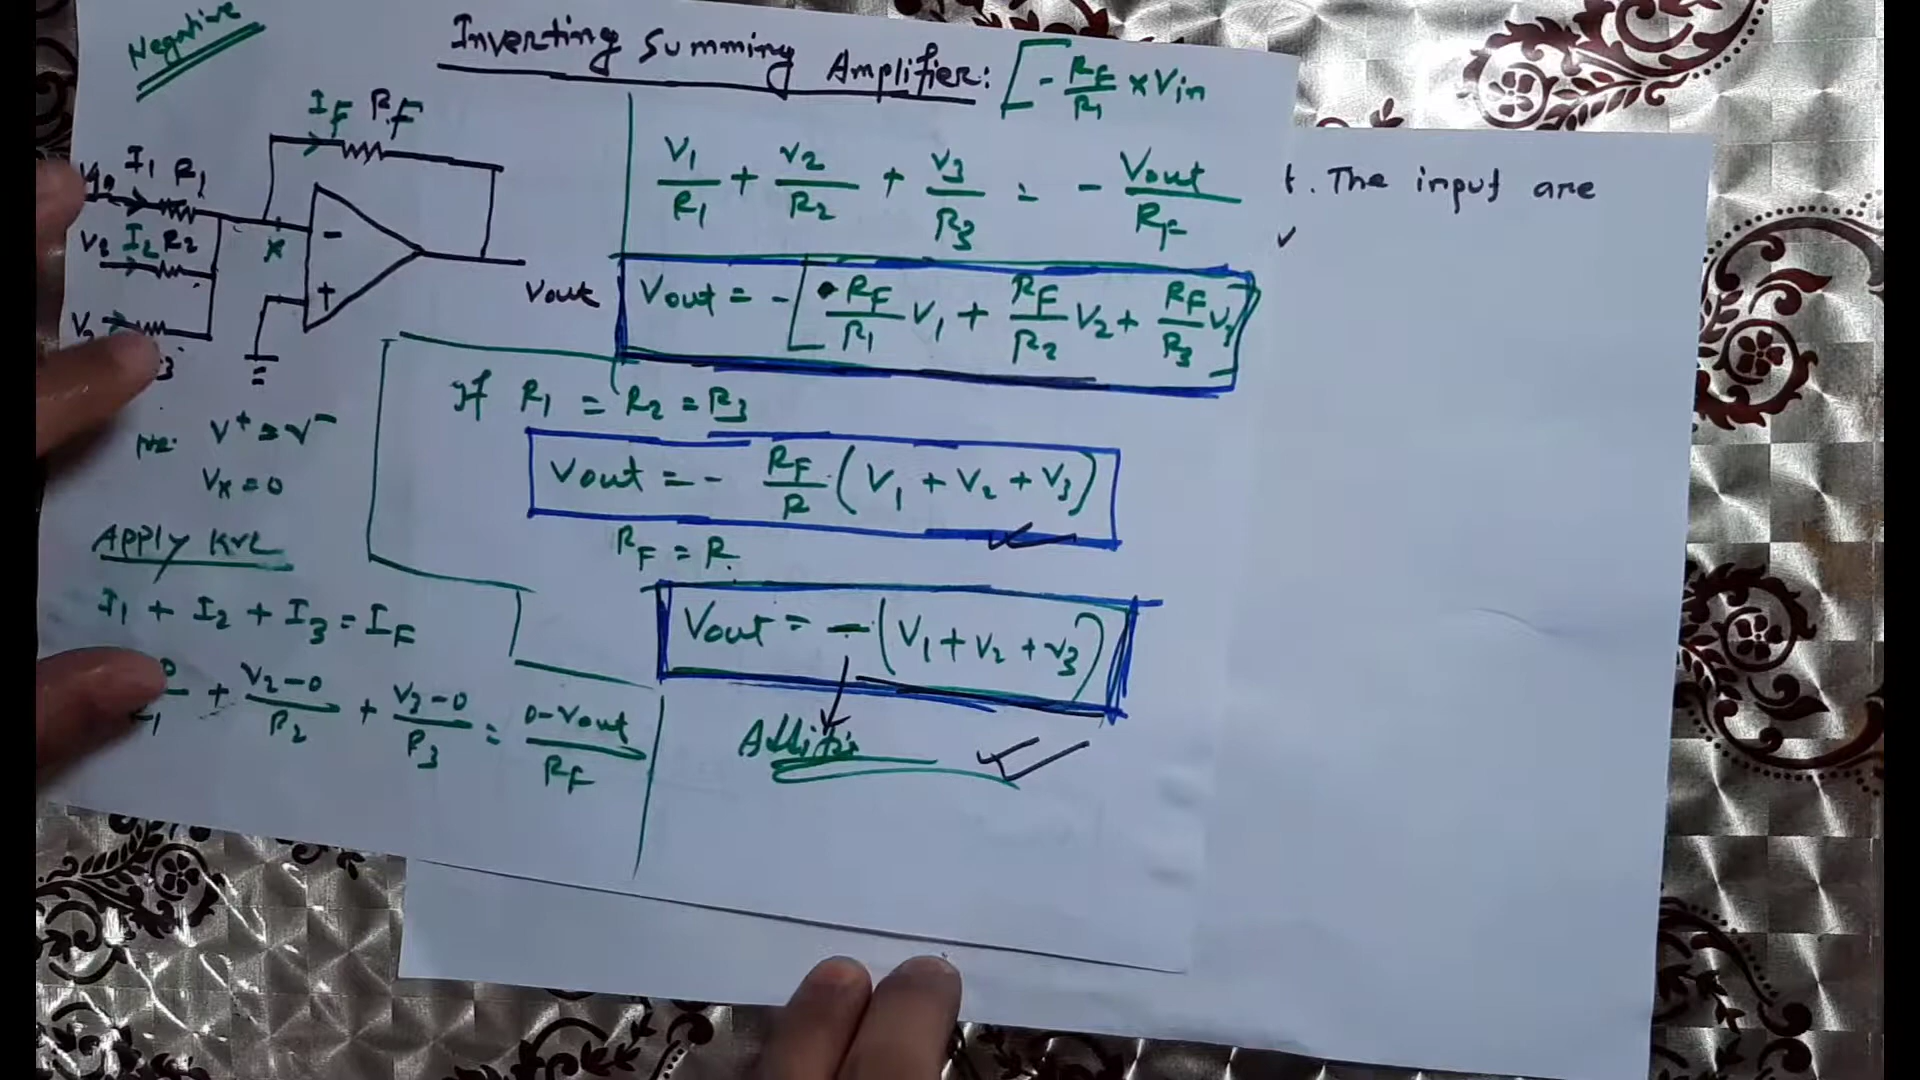 Negative
Inverting Summing Amplifier: [-RF/R1 × Vin
IF RF
I1 R1
I2 R2
x
-
+
Vout
V1/R1 + V2/R2 + V3/R3 = - Vout/RF
Vout = -[RF/R1 V1 + RF/R2 V2 + RF/R3 V3]
If R1 = R2 = R3
Vout = - RF/R (V1 + V2 + V3)
RF = R
Vout = -(V1 + V2 + V3)
V+ = V-
Vx = 0
Apply
I1 + I2 + I3 = IF
+ V2-0/R2 + V3-0/R3 = 0-Vout/RF
t. The input are